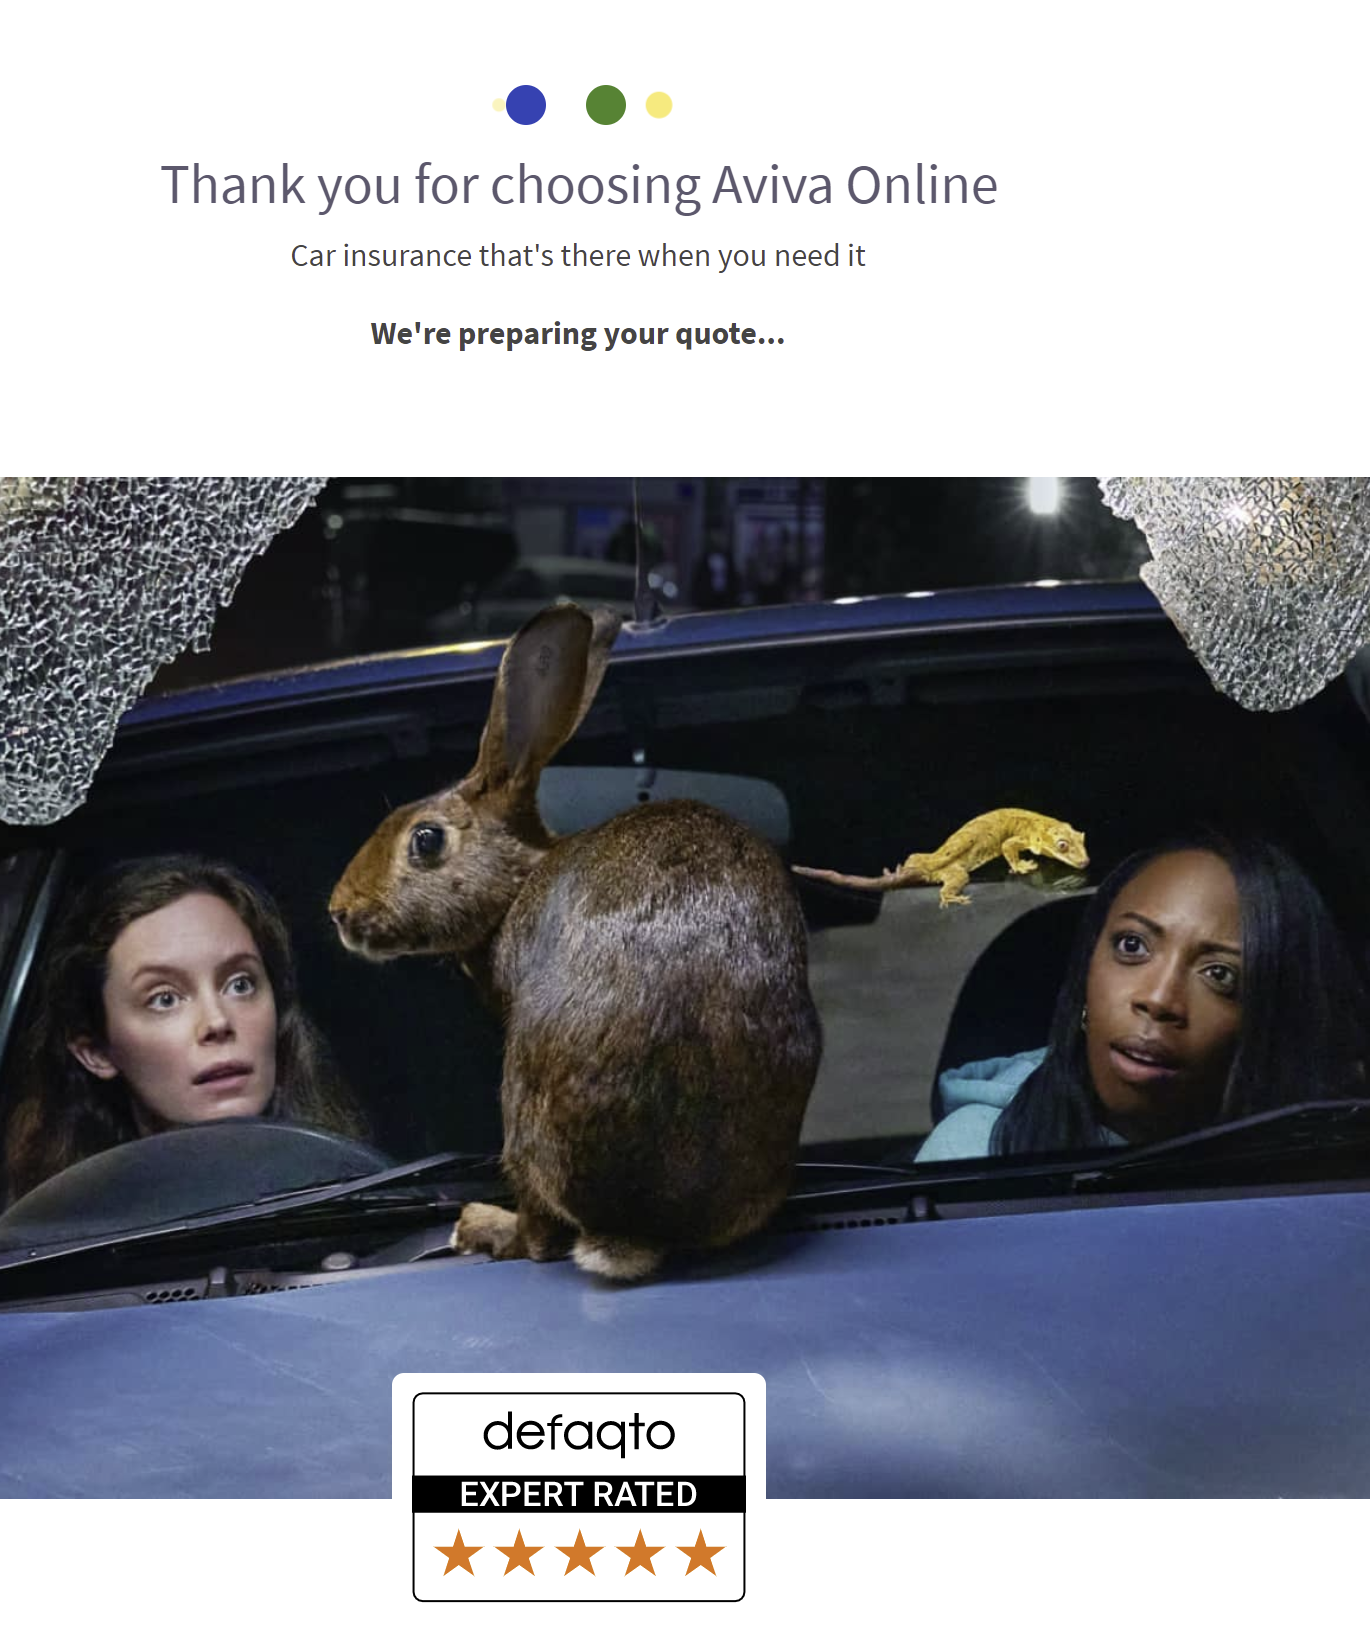 Thank you for choosing Aviva Online
Car insurance that's there when you need it
We're preparing your quote...
defaqto
EXPERT RATED